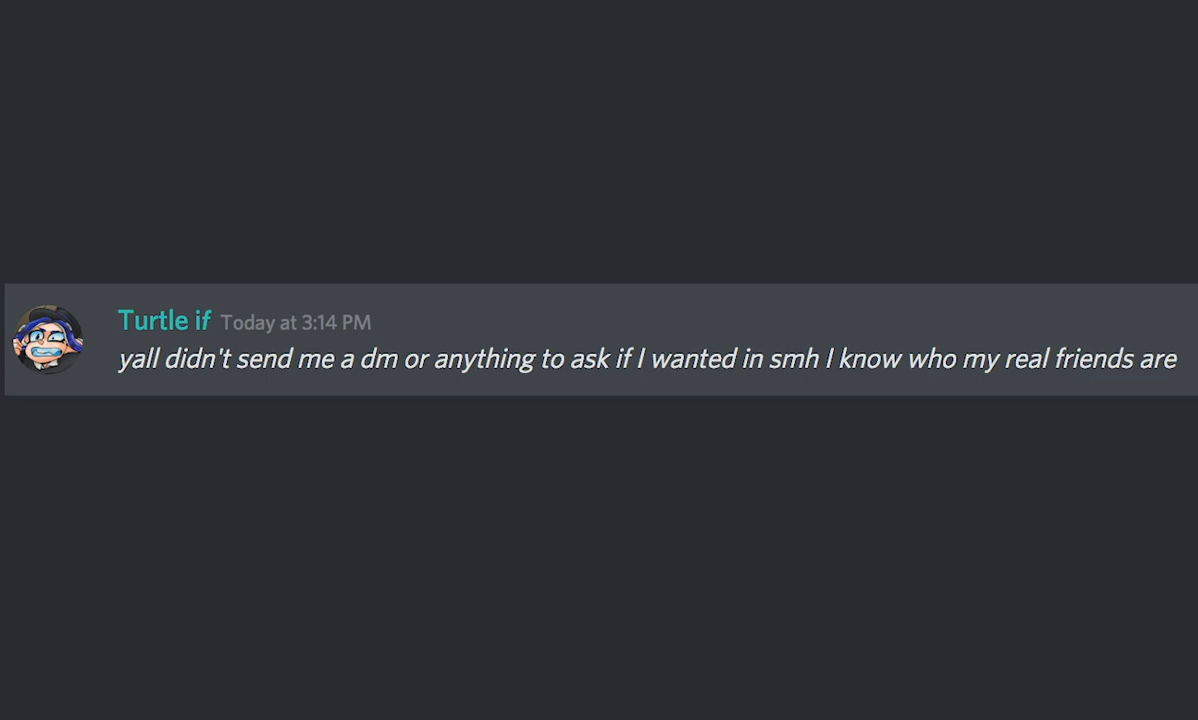 Turtle if Today at 3:14 PM
yall didn't send me a dm or anything to ask if I wanted in smh I know who my real friends are